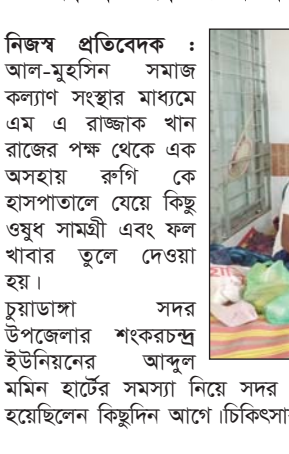 নিজস্ব প্রতিবেদক :
আল-মুহসিন সমাজ
কল্যাণ সংস্থার মাধ্যমে
এম এ রাজ্জাক খান
রাজের পক্ষ থেকে এক
অসহায় রুগি কে
হাসপাতালে যেয়ে কিছু
ওষুধ সামগ্রী এবং ফল
খাবার তুলে দেওয়া
হয়।
চুয়াডাঙ্গা সদর
উপজেলার শংকরচন্দ্র
ইউনিয়নের আব্দুল
মমিন হার্টের সমস্যা নিয়ে সদর
হয়েছিলেন কিছুদিন আগে।